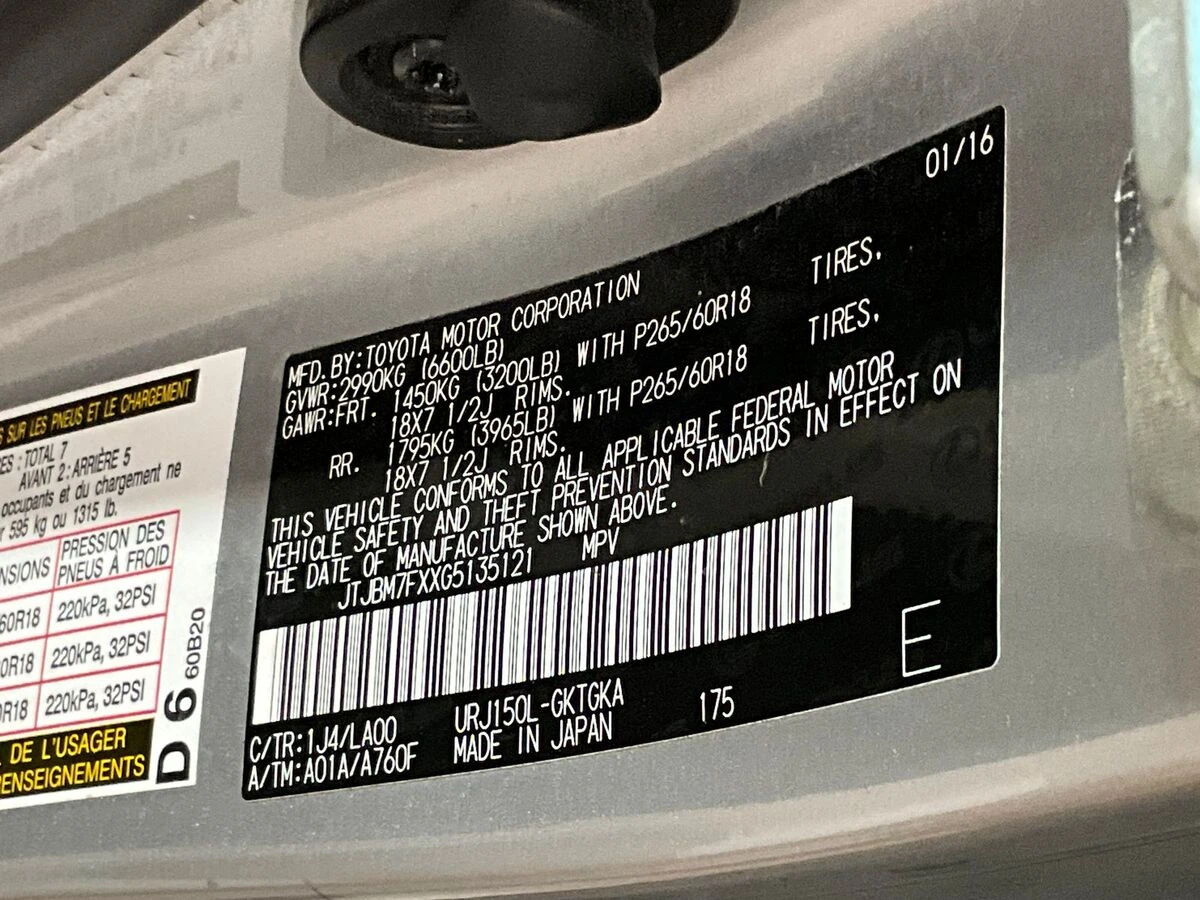 01/16
MFD. BY: TOYOTA MOTOR CORPORATION
GVWR: 2990KG (6600LB)
GAWR: FRT. 1450KG (3200LB) WITH P265/60R18 TIRES,
18X7 1/2J RIMS.
RR. 1795KG (3965LB) WITH P265/60R18 TIRES,
18X7 1/2J RIMS.
THIS VEHICLE CONFORMS TO ALL APPLICABLE FEDERAL MOTOR
VEHICLE SAFETY AND THEFT PREVENTION STANDARDS IN EFFECT ON
THE DATE OF MANUFACTURE SHOWN ABOVE.
JTJBM7FXXG5135121 MPV
E
C/TR: 1J4/LA00 URJ150L-GKTGKA 175
A/TM: A01A/A760F MADE IN JAPAN
SUR LES PNEUS ET LE CHARGEMENT
: TOTAL 7
AVANT 2: ARRIÈRE 5
occupants et du chargement ne
595 kg ou 1315 lb.
PRESSION DES
PNEUS À FROID
220kPa, 32PSI
220kPa, 32PSI
220kPa, 32PSI
DE L'USAGER
D 6 60B20